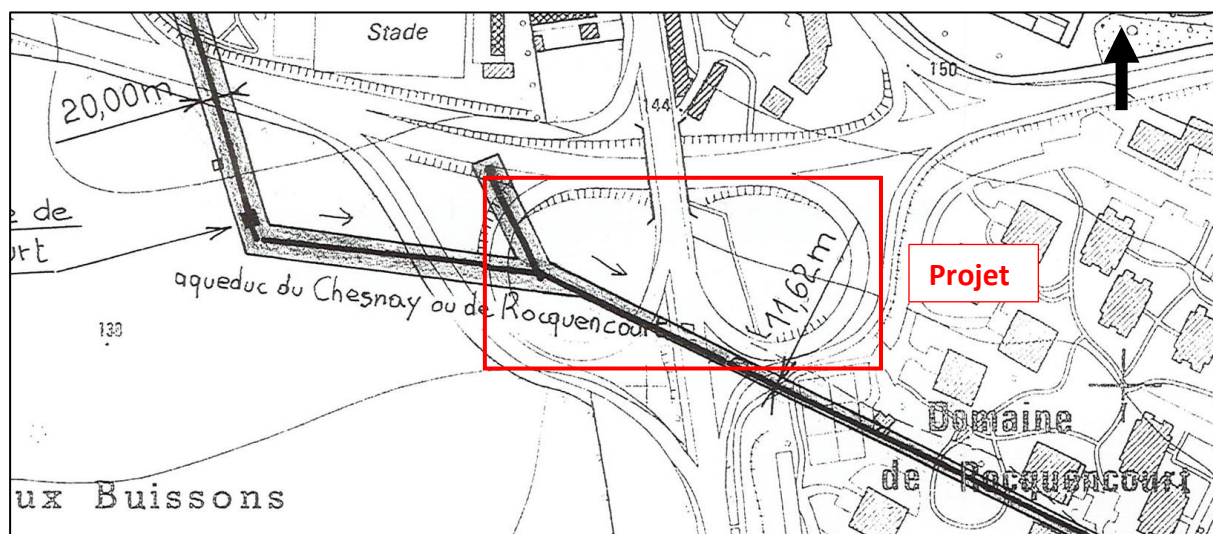 Stade
150
144
20,00m
e de
urt
aqueduc du Chesnay ou de Rocquencourt
11,62m
Projet
130
Domaine
de Rocquencourt
ux Buissons